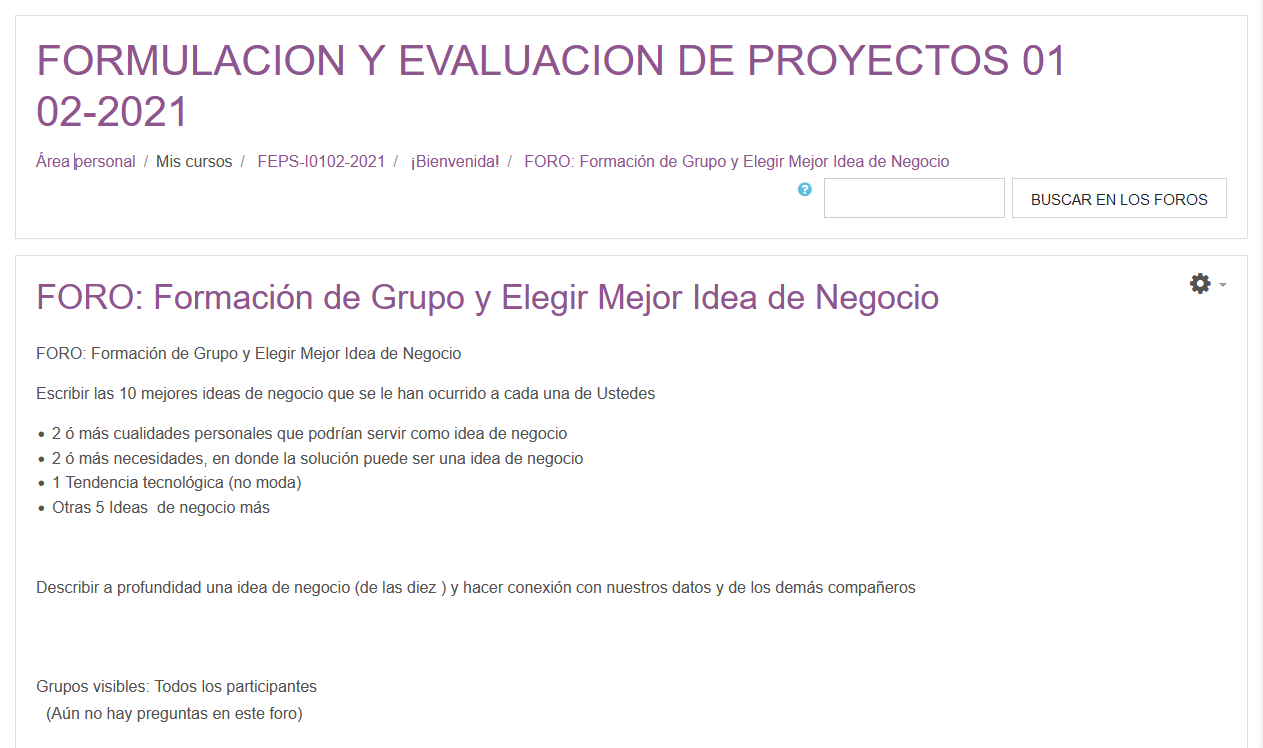 FORMULACION Y EVALUACION DE PROYECTOS 01
02-2021
Área personal / Mis cursos / FEPS-I0102-2021 / ¡Bienvenida! / FORO: Formación de Grupo y Elegir Mejor Idea de Negocio
BUSCAR EN LOS FOROS
FORO: Formación de Grupo y Elegir Mejor Idea de Negocio
FORO: Formación de Grupo y Elegir Mejor Idea de Negocio
Escribir las 10 mejores ideas de negocio que se le han ocurrido a cada una de Ustedes
• 2 ó más cualidades personales que podrían servir como idea de negocio
• 2 ó más necesidades, en donde la solución puede ser una idea de negocio
• 1 Tendencia tecnológica (no moda)
• Otras 5 Ideas  de negocio más
Describir a profundidad una idea de negocio (de las diez ) y hacer conexión con nuestros datos y de los demás compañeros
Grupos visibles: Todos los participantes
(Aún no hay preguntas en este foro)